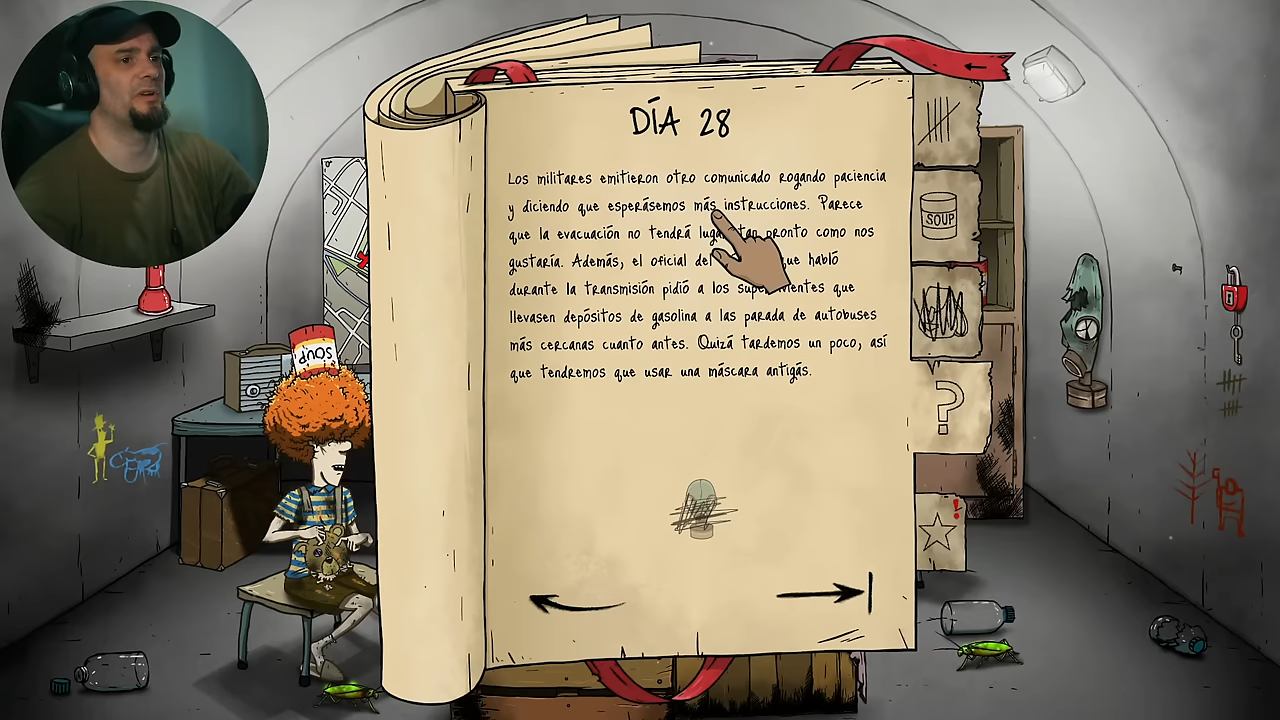 DÍA 28
Los militares emitieron otro comunicado rogando paciencia
y diciendo que esperásemos más instrucciones. Parece
que la evacuación no tendrá pronto como nos
gustaría. Además, el oficial del que habló
durante la transmisión pidió a los que
llevasen depósitos de gasolina a las parada de autobuses
más cercanas cuanto antes. Quizá tardemos un poco, así
que tendremos que usar una máscara antigás.
SOUP
SOUP
?